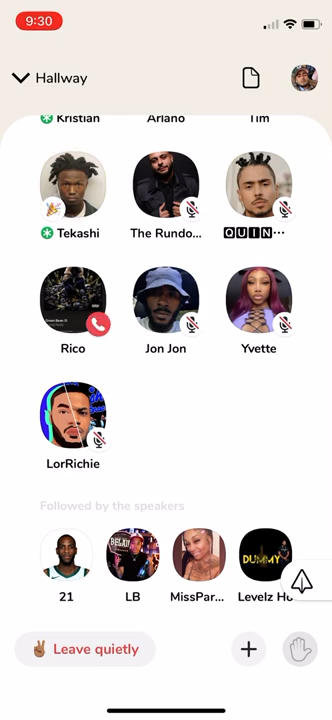 9:30
Hallway
Kristian Arlano Tim
Tekashi The Rundo... QUIN...
Rico Jon Jon Yvette
LorRichie
Followed by the speakers
DUMMY
21 LB MissPar... Levelz Ho
Leave quietly